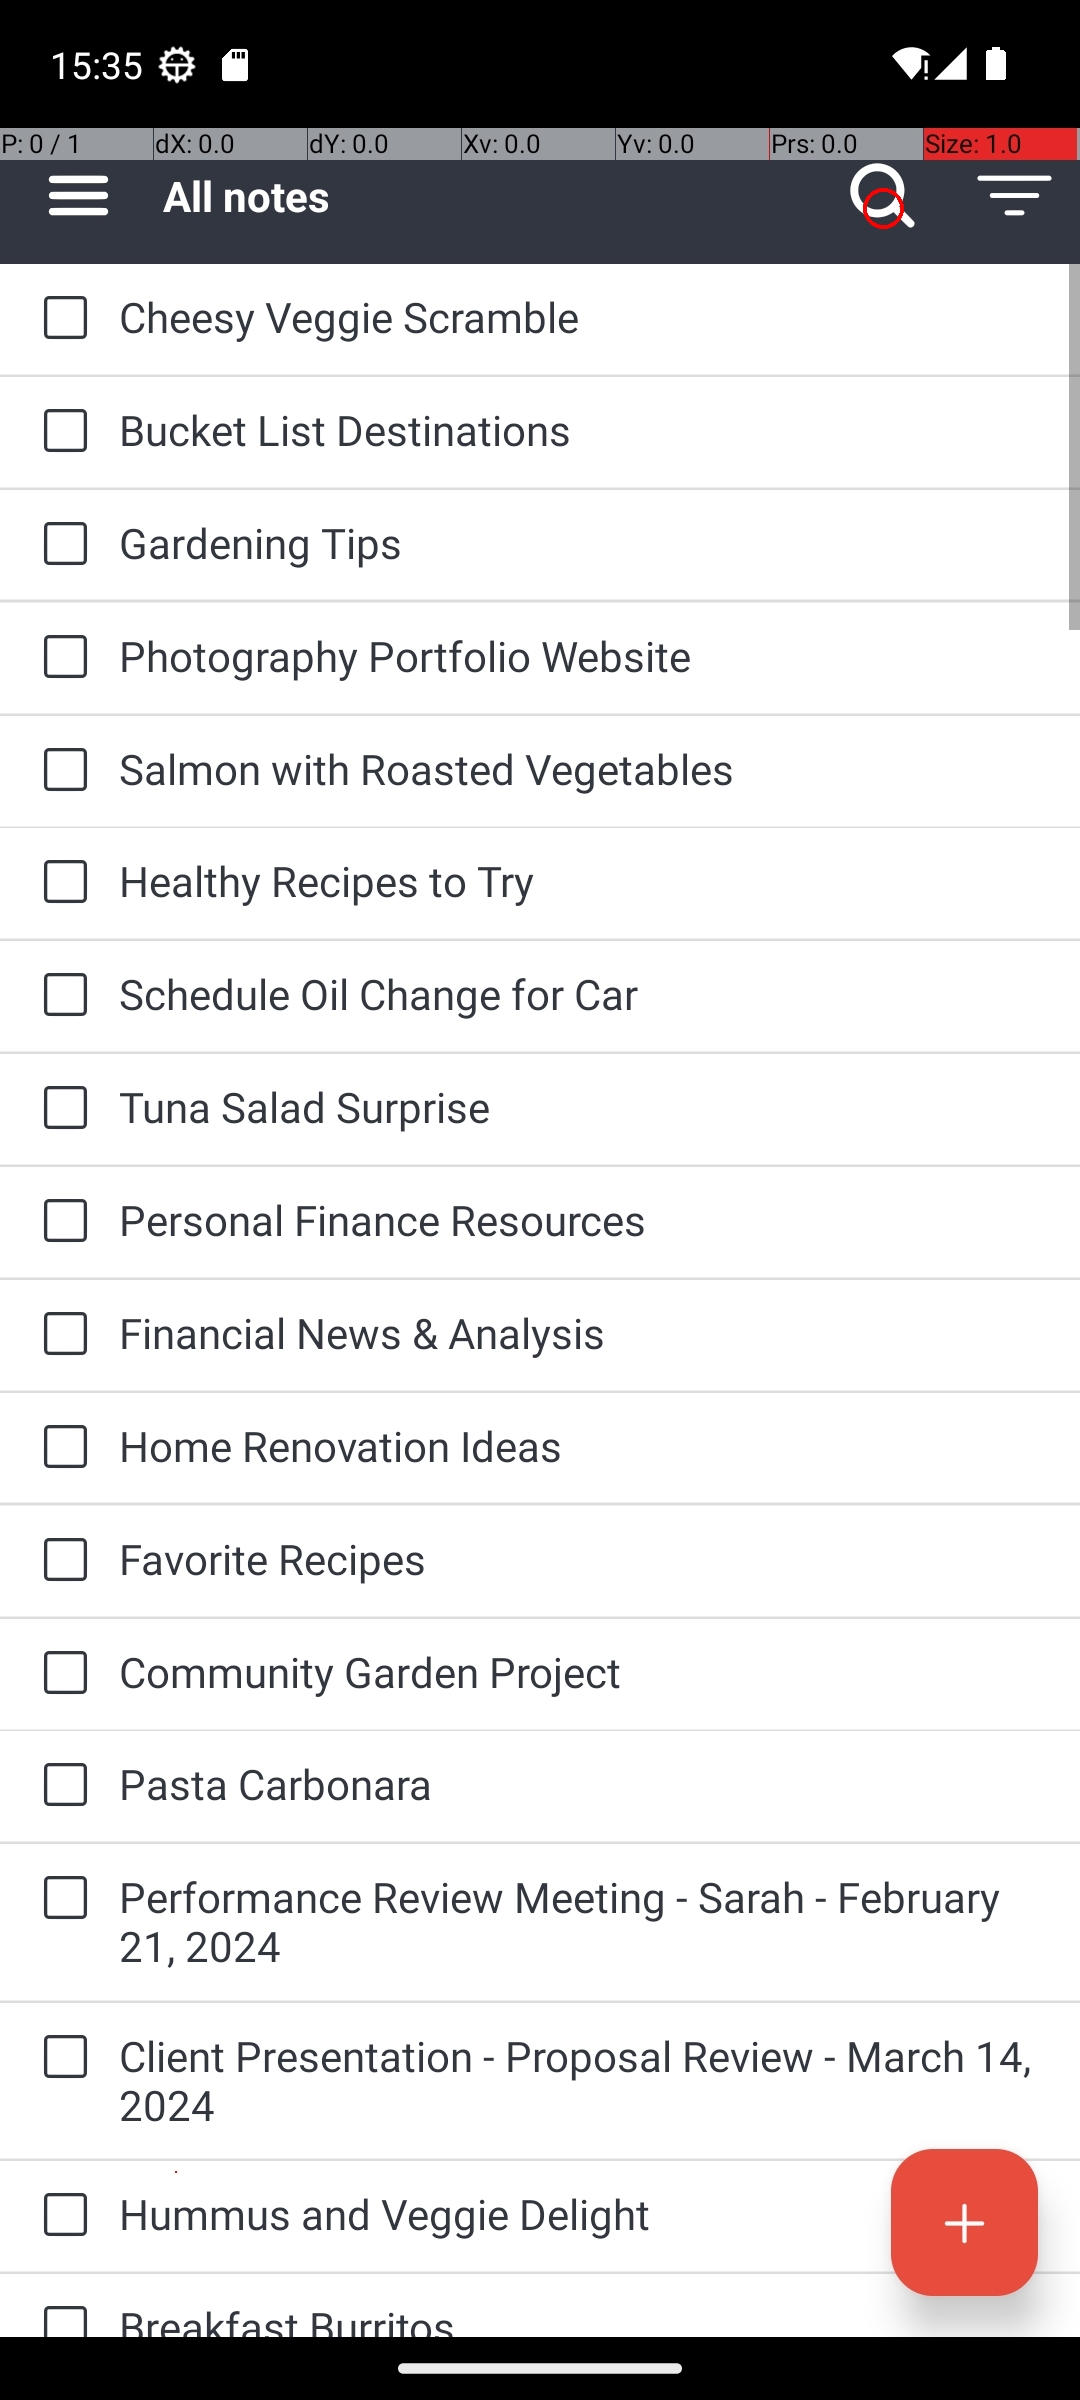 15:35
P: 0 / 1 dX: 0.0 dY: 0.0 Xv: 0.0 Yv: 0.0 Prs: 0.0 Size: 1.0
All notes
Cheesy Veggie Scramble
Bucket List Destinations
Gardening Tips
Photography Portfolio Website
Salmon with Roasted Vegetables
Healthy Recipes to Try
Schedule Oil Change for Car
Tuna Salad Surprise
Personal Finance Resources
Financial News & Analysis
Home Renovation Ideas
Favorite Recipes
Community Garden Project
Pasta Carbonara
Performance Review Meeting - Sarah - February
21, 2024
Client Presentation - Proposal Review - March 14,
2024
Hummus and Veggie Delight
Breakfast Burritos